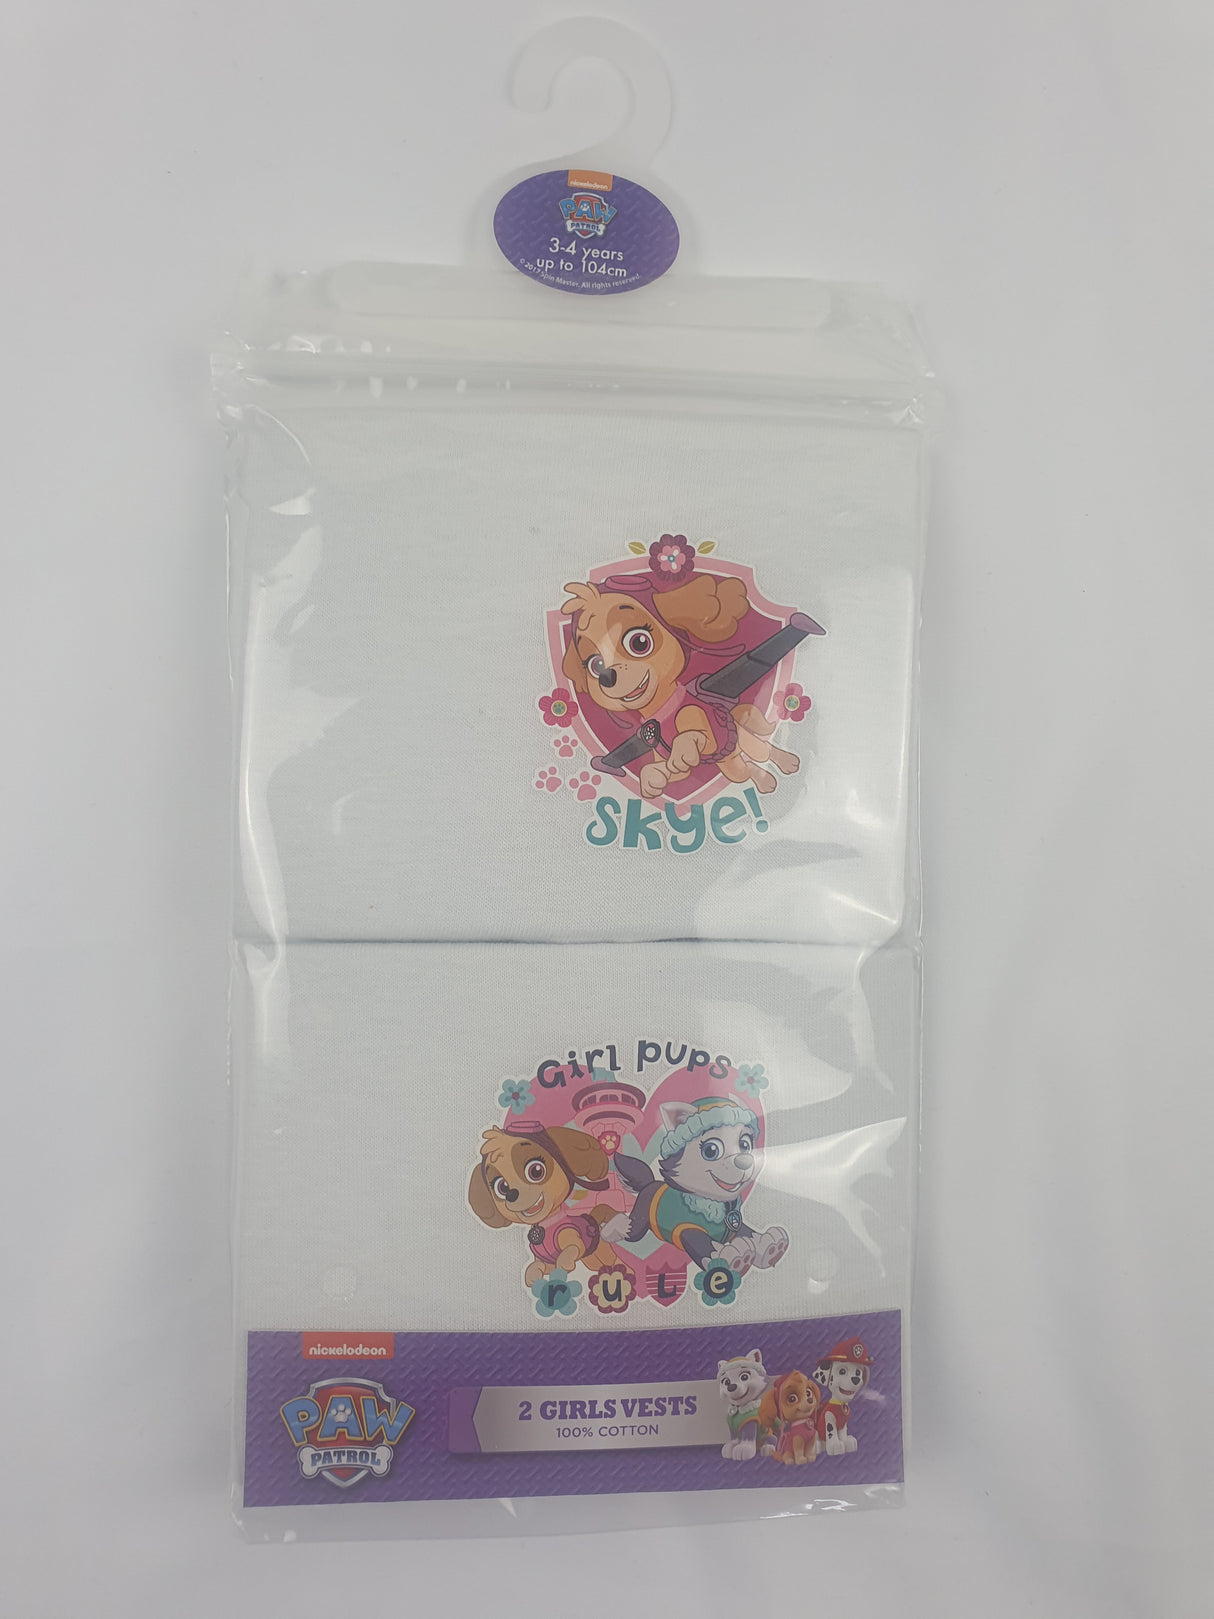 nickelodeon
PAW
PATROL
3-4 years
up to 104cm
© 2017 Spin Master. All rights reserved.
Skye!
Girl pups
rule
nickelodeon
PAW
PATROL
2 GIRLS VESTS
100% COTTON